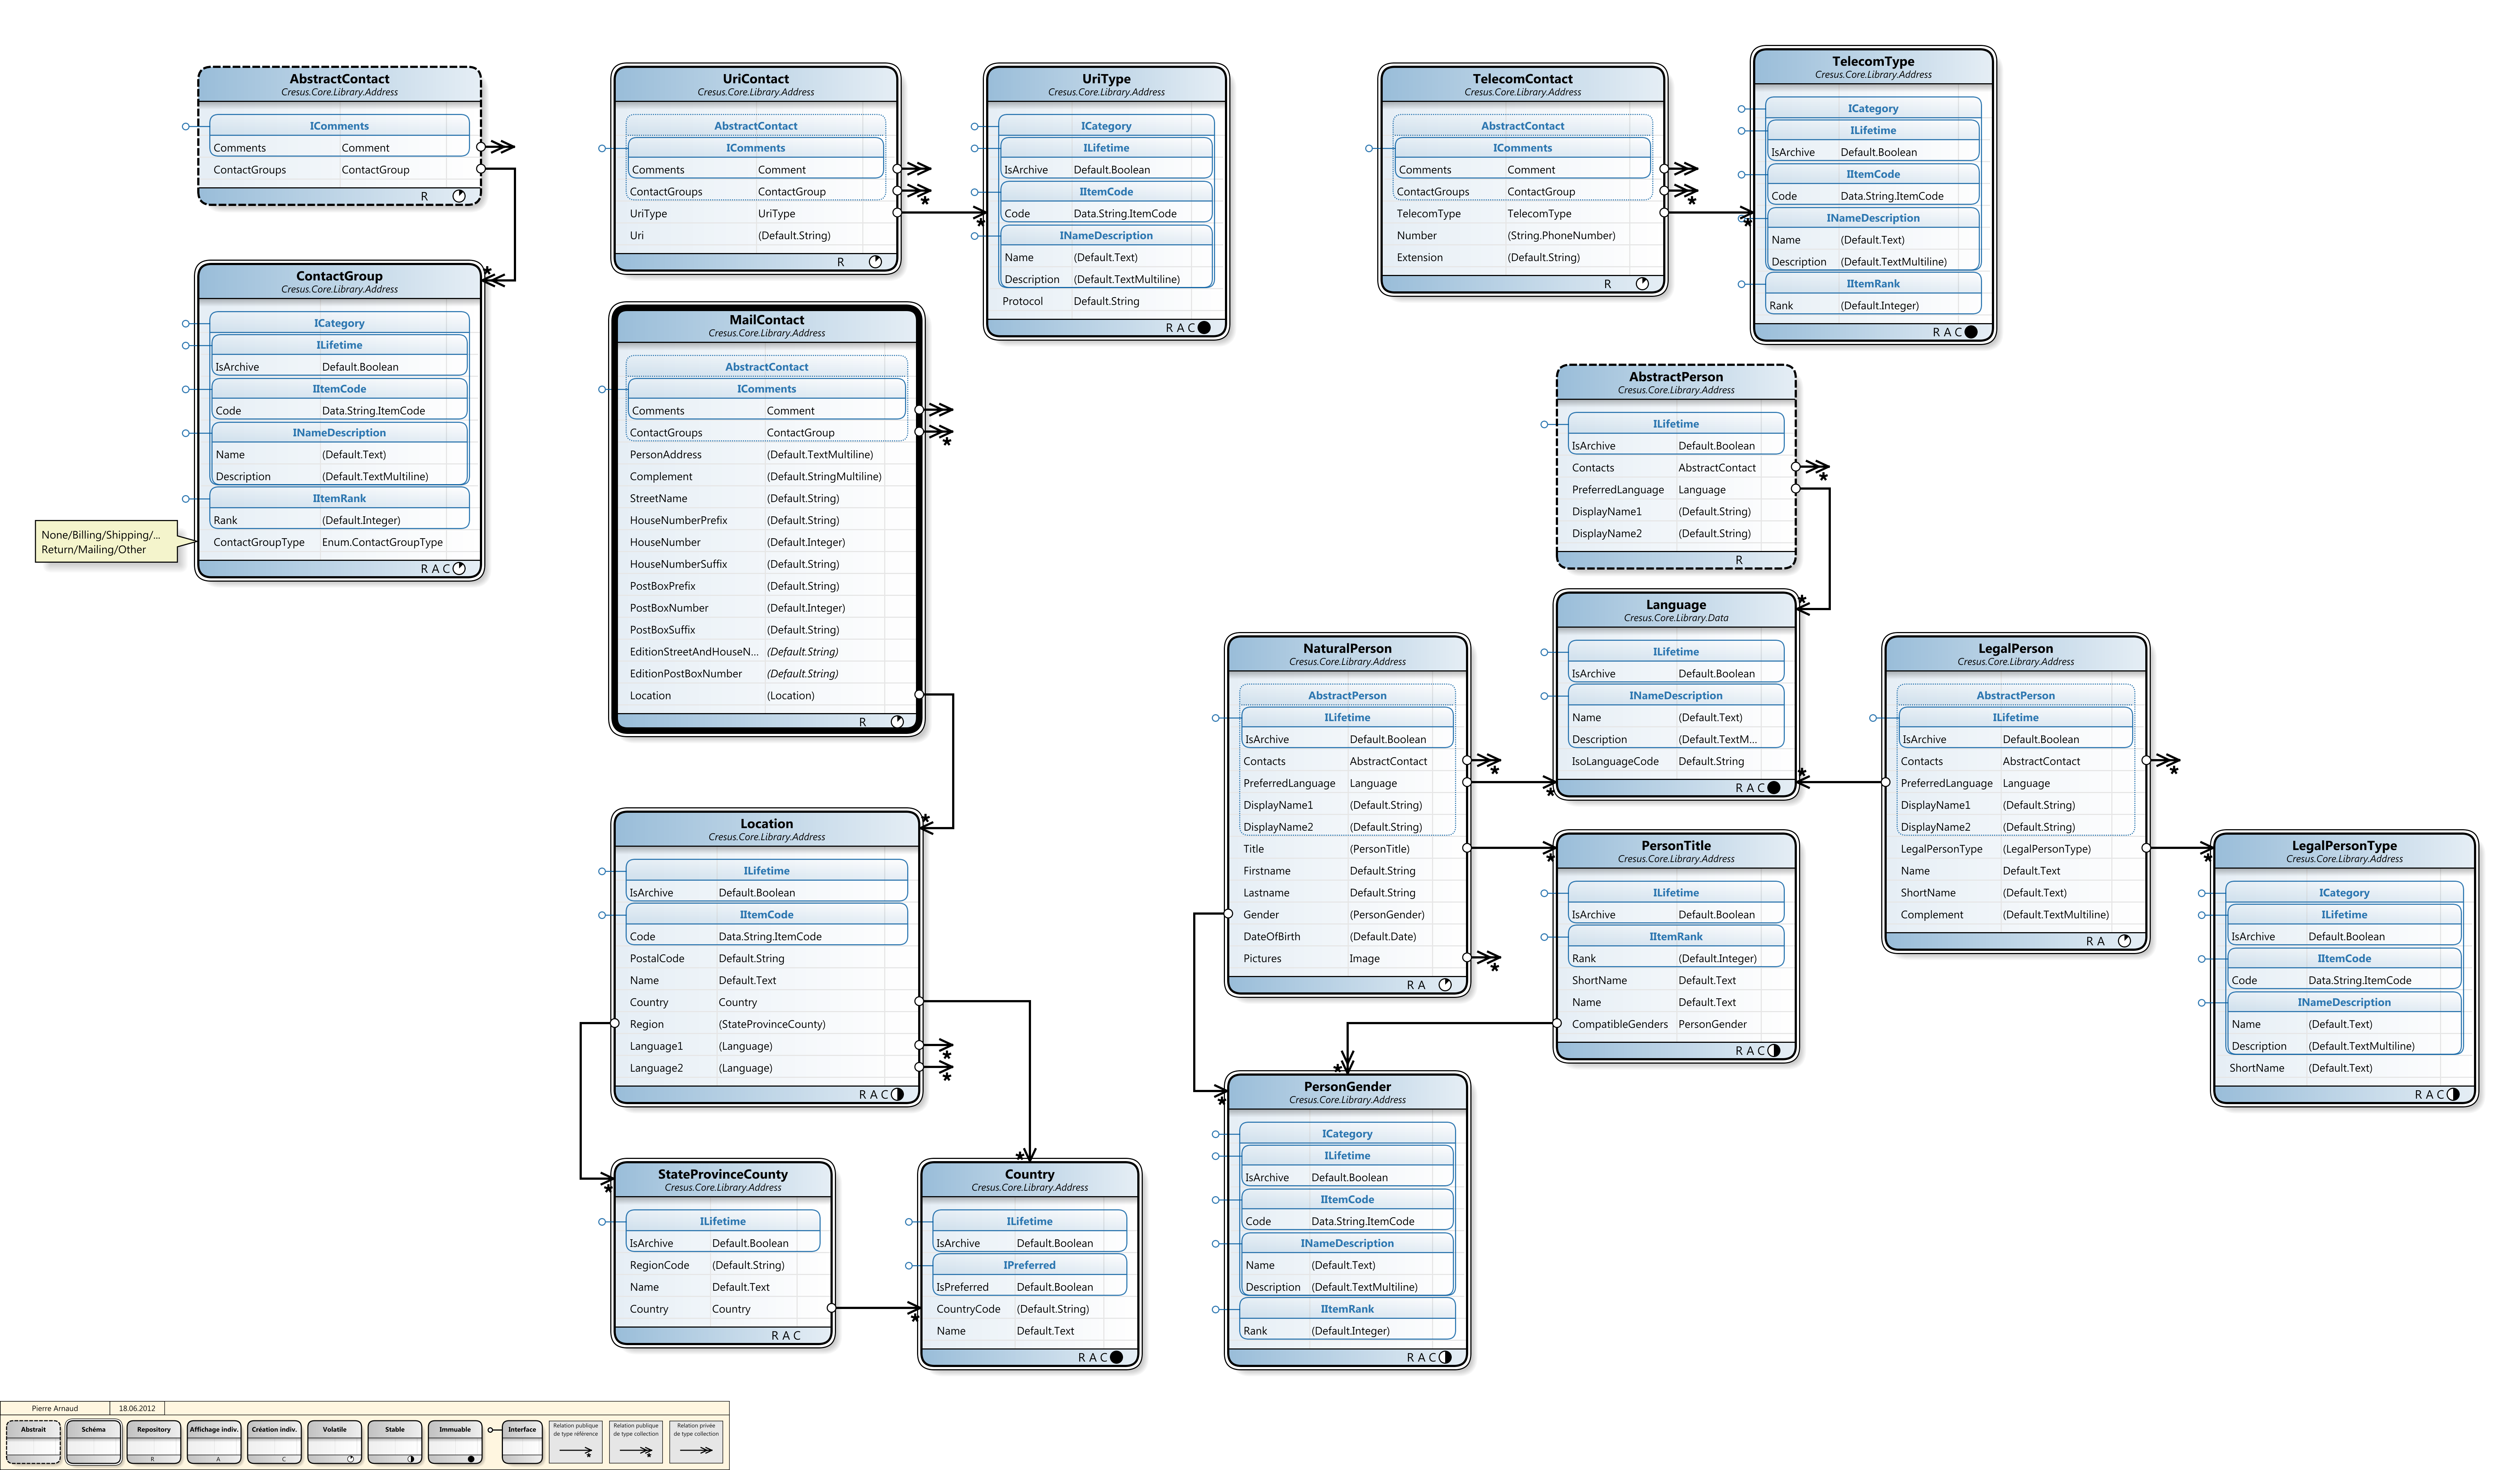 AbstractContact
Cresus.Core.Library.Address
IComments
Comments Comment
ContactGroups ContactGroup
R
ContactGroup
Cresus.Core.Library.Address
ICategory
ILifetime
IsArchive Default.Boolean
IItemCode
Code Data.String.ItemCode
INameDescription
Name (Default.Text)
Description (Default.TextMultiline)
IItemRank
Rank (Default.Integer)
ContactGroupType Enum.ContactGroupType
R A C
None/Billing/Shipping/...
Return/Mailing/Other
UriContact
Cresus.Core.Library.Address
AbstractContact
IComments
Comments Comment
ContactGroups ContactGroup
UriType UriType
Uri (Default.String)
R
UriType
Cresus.Core.Library.Address
ICategory
ILifetime
IsArchive Default.Boolean
IItemCode
Code Data.String.ItemCode
INameDescription
Name (Default.Text)
Description (Default.TextMultiline)
Protocol Default.String
R A C
MailContact
Cresus.Core.Library.Address
AbstractContact
IComments
Comments Comment
ContactGroups ContactGroup
PersonAddress (Default.TextMultiline)
Complement (Default.StringMultiline)
StreetName (Default.String)
HouseNumberPrefix (Default.String)
HouseNumber (Default.Integer)
HouseNumberSuffix (Default.String)
PostBoxPrefix (Default.String)
PostBoxNumber (Default.Integer)
PostBoxSuffix (Default.String)
EditionStreetAndHouseN... (Default.String)
EditionPostBoxNumber (Default.String)
Location (Location)
R
Location
Cresus.Core.Library.Address
ILifetime
IsArchive Default.Boolean
IItemCode
Code Data.String.ItemCode
PostalCode Default.String
Name Default.Text
Country Country
Region (StateProvinceCounty)
Language1 (Language)
Language2 (Language)
R A C
StateProvinceCounty
Cresus.Core.Library.Address
ILifetime
IsArchive Default.Boolean
RegionCode (Default.String)
Name Default.Text
Country Country
R A C
Country
Cresus.Core.Library.Address
ILifetime
IsArchive Default.Boolean
IPreferred
IsPreferred Default.Boolean
CountryCode (Default.String)
Name Default.Text
R A C
TelecomContact
Cresus.Core.Library.Address
AbstractContact
IComments
Comments Comment
ContactGroups ContactGroup
TelecomType TelecomType
Number (String.PhoneNumber)
Extension (Default.String)
R
TelecomType
Cresus.Core.Library.Address
ICategory
ILifetime
IsArchive Default.Boolean
IItemCode
Code Data.String.ItemCode
INameDescription
Name (Default.Text)
Description (Default.TextMultiline)
IItemRank
Rank (Default.Integer)
R A C
AbstractPerson
Cresus.Core.Library.Address
ILifetime
IsArchive Default.Boolean
Contacts AbstractContact
PreferredLanguage Language
DisplayName1 (Default.String)
DisplayName2 (Default.String)
R
Language
Cresus.Core.Library.Data
ILifetime
IsArchive Default.Boolean
INameDescription
Name (Default.Text)
Description (Default.TextM...
IsoLanguageCode Default.String
R A C
NaturalPerson
Cresus.Core.Library.Address
AbstractPerson
ILifetime
IsArchive Default.Boolean
Contacts AbstractContact
PreferredLanguage Language
DisplayName1 (Default.String)
DisplayName2 (Default.String)
Title (PersonTitle)
Firstname Default.String
Lastname Default.String
Gender (PersonGender)
DateOfBirth (Default.Date)
Pictures Image
R A
PersonTitle
Cresus.Core.Library.Address
ILifetime
IsArchive Default.Boolean
IItemRank
Rank (Default.Integer)
ShortName Default.Text
Name Default.Text
CompatibleGenders PersonGender
R A C
PersonGender
Cresus.Core.Library.Address
ICategory
ILifetime
IsArchive Default.Boolean
IItemCode
Code Data.String.ItemCode
INameDescription
Name (Default.Text)
Description (Default.TextMultiline)
IItemRank
Rank (Default.Integer)
R A C
LegalPerson
Cresus.Core.Library.Address
AbstractPerson
ILifetime
IsArchive Default.Boolean
Contacts AbstractContact
PreferredLanguage Language
DisplayName1 (Default.String)
DisplayName2 (Default.String)
LegalPersonType (LegalPersonType)
Name Default.Text
ShortName (Default.Text)
Complement (Default.TextMultiline)
R A
LegalPersonType
Cresus.Core.Library.Address
ICategory
ILifetime
IsArchive Default.Boolean
IItemCode
Code Data.String.ItemCode
INameDescription
Name (Default.Text)
Description (Default.TextMultiline)
ShortName (Default.Text)
R A C
Pierre Arnaud 18.06.2012
Abstrait
Schéma
Repository
R
Affichage indiv.
A
Création indiv.
C
Volatile
Stable
Immuable
Interface
Relation publique
de type référence
Relation publique
de type collection
Relation privée
de type collection